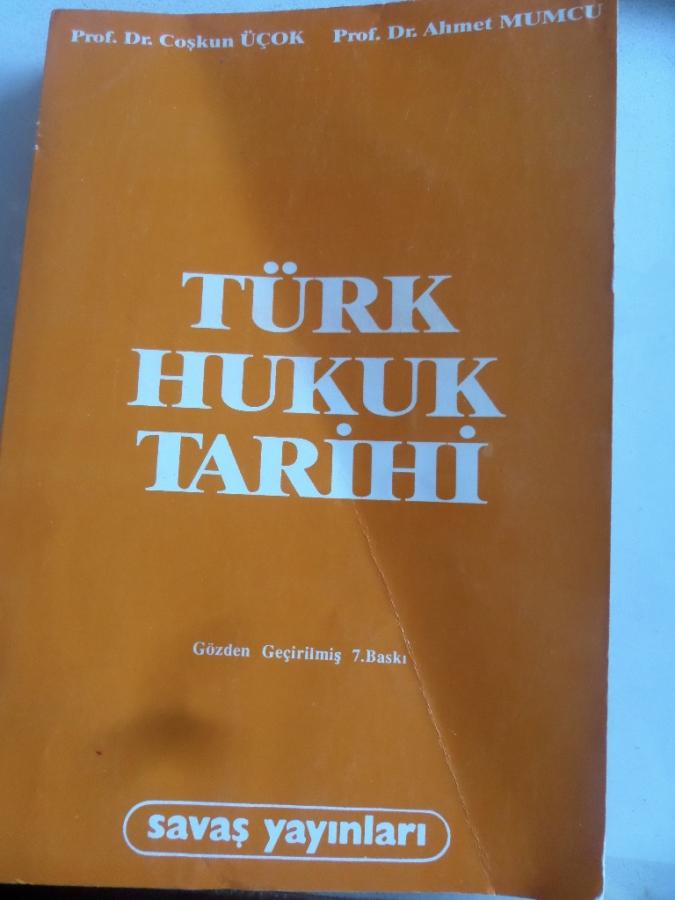 Prof. Dr. Coşkun ÜÇOK Prof. Dr. Ahmet MUMCU
TÜRK
HUKUK
TARİHİ
Gözden Geçirilmiş 7.Baskı
savaş yayınları